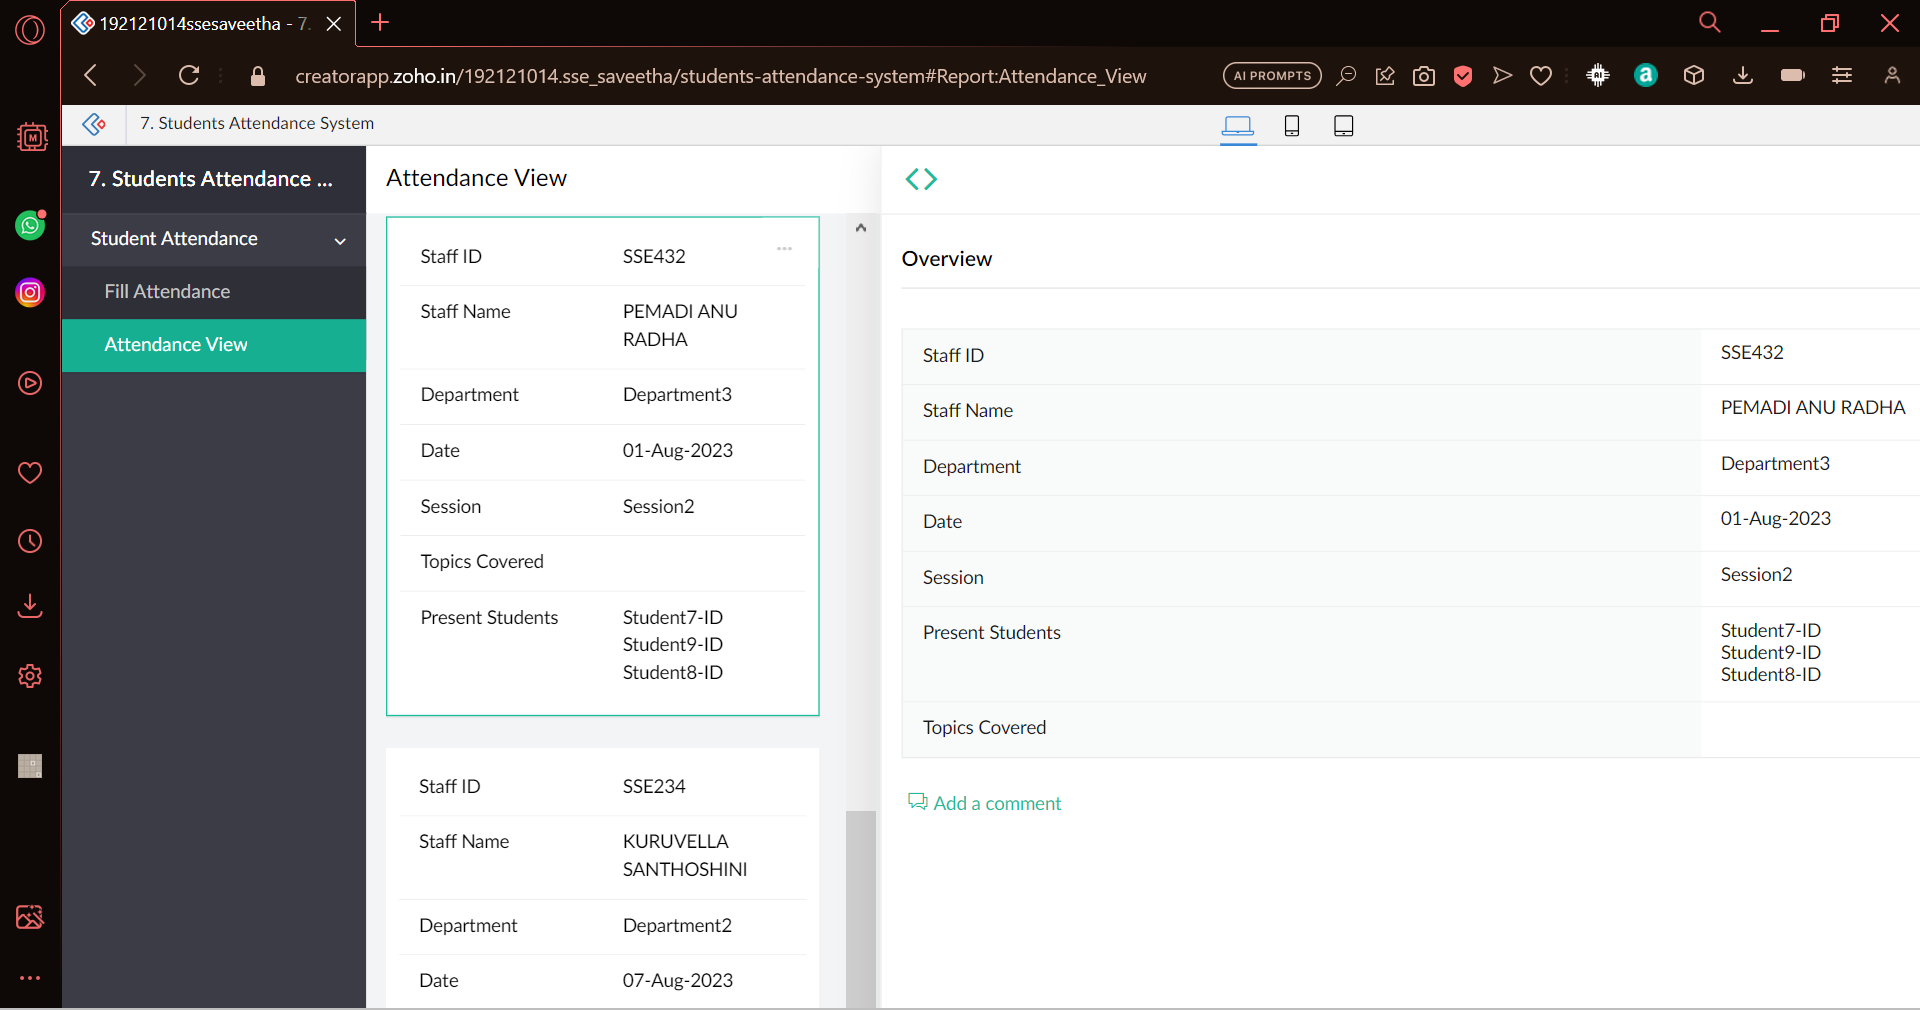 192121014ssesaveetha - 7.
creatorapp.zoho.in/192121014.sse_saveetha/students-attendance-system#Report:Attendance_View
AI PROMPTS
7. Students Attendance System
7. Students Attendance ...
Student Attendance
Fill Attendance
Attendance View
Attendance View
Staff ID SSE432
Staff Name PEMADI ANU
RADHA
Department Department3
Date 01-Aug-2023
Session Session2
Topics Covered
Present Students Student7-ID
Student9-ID
Student8-ID
Staff ID SSE234
Staff Name KURUVELLA
SANTHOSHINI
Department Department2
Date 07-Aug-2023
Overview
Staff ID SSE432
Staff Name PEMADI ANU RADHA
Department Department3
Date 01-Aug-2023
Session Session2
Present Students Student7-ID
Student9-ID
Student8-ID
Topics Covered
Add a comment